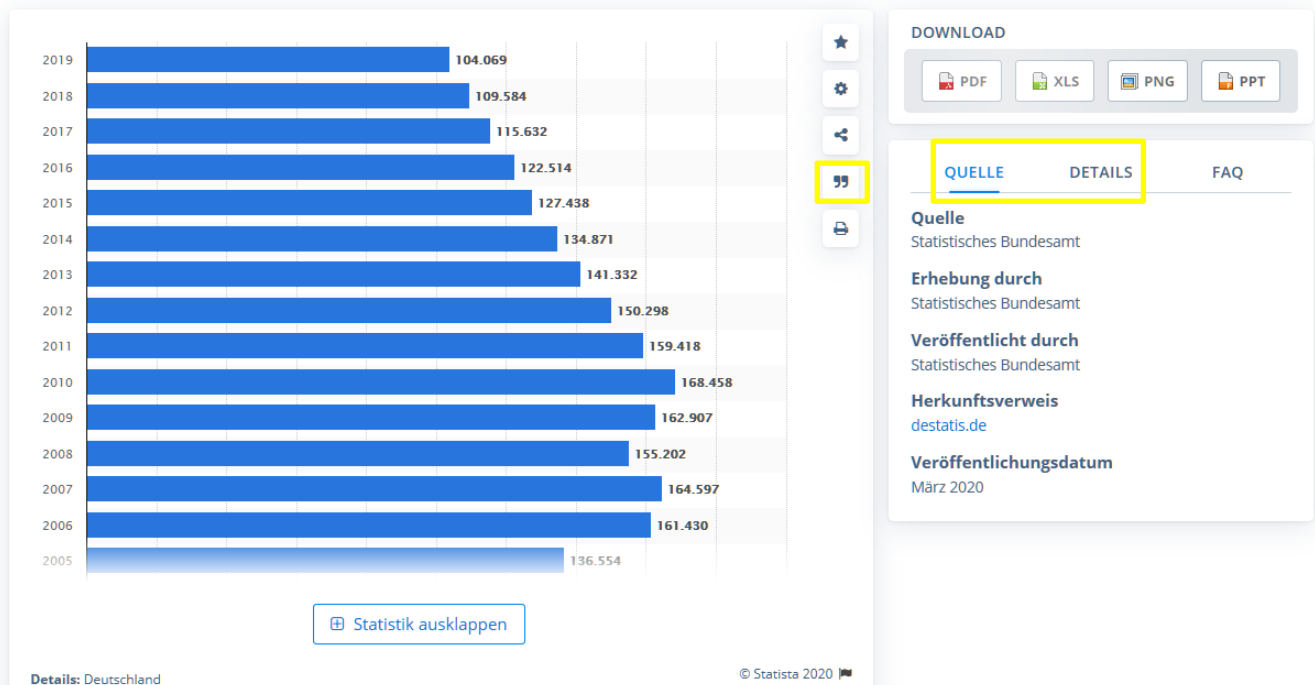 2019 104.069
2018 109.584
2017 115.632
2016 122.514
2015 127.438
2014 134.871
2013 141.332
2012 150.298
2011 159.418
2010 168.458
2009 162.907
2008 155.202
2007 164.597
2006 161.430
2005 136.554
Statistik ausklappen
Details: Deutschland
© Statista 2020
DOWNLOAD
PDF XLS PNG PPT
QUELLE DETAILS FAQ
Quelle
Statistisches Bundesamt
Erhebung durch
Statistisches Bundesamt
Veröffentlicht durch
Statistisches Bundesamt
Herkunftsverweis
destatis.de
Veröffentlichungsdatum
März 2020